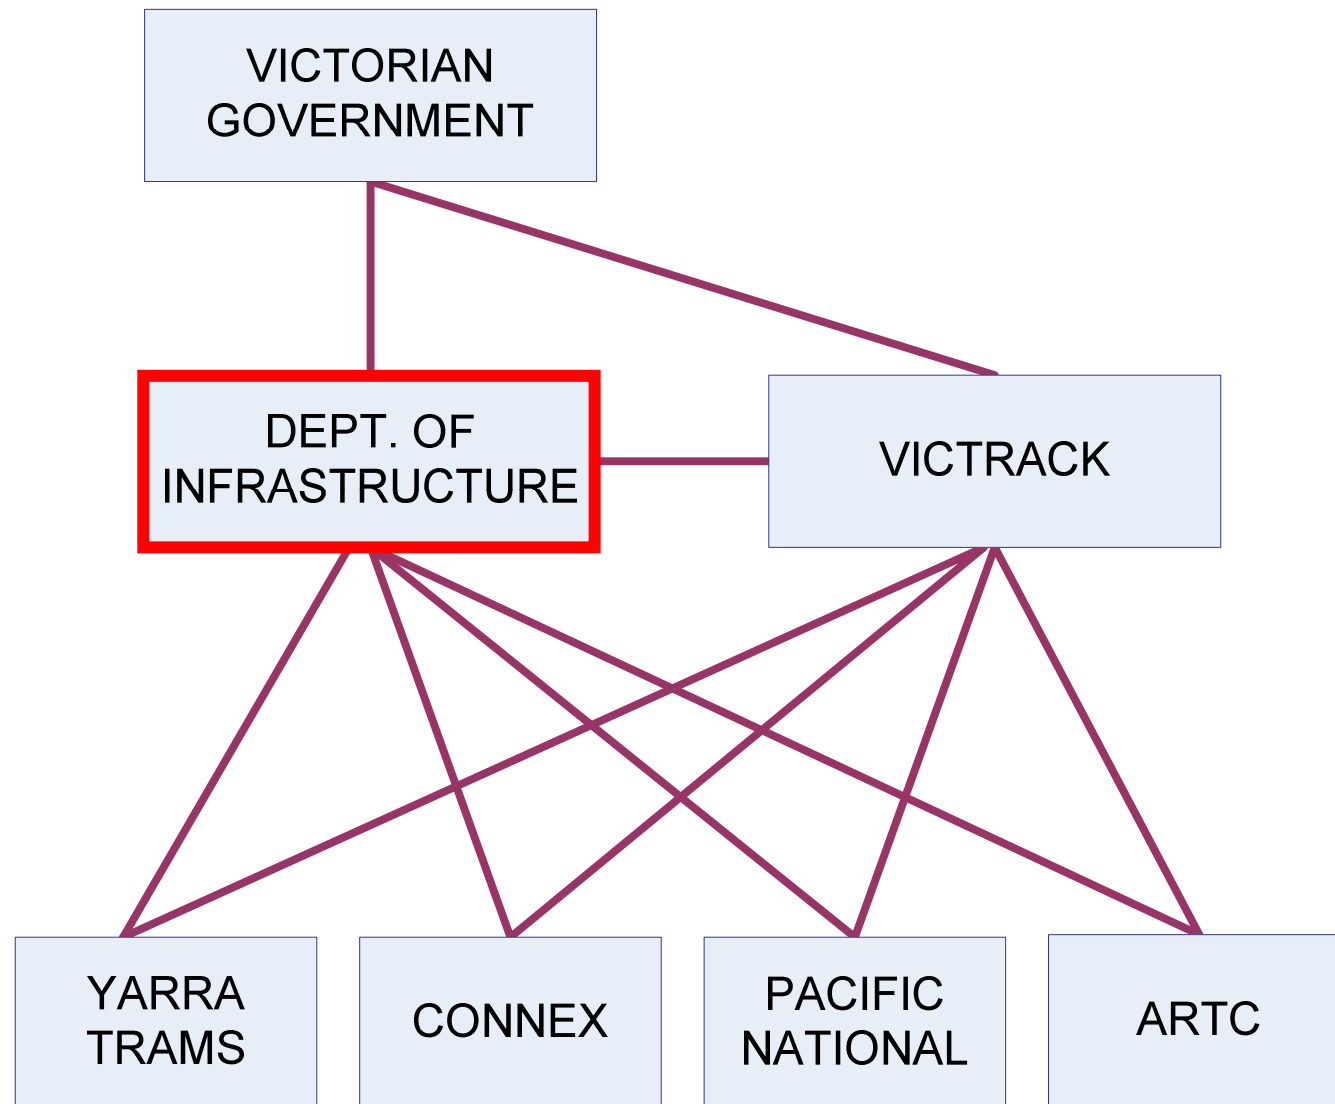 VICTORIAN
GOVERNMENT
DEPT. OF
INFRASTRUCTURE
VICTRACK
YARRA
TRAMS
CONNEX
PACIFIC
NATIONAL
ARTC